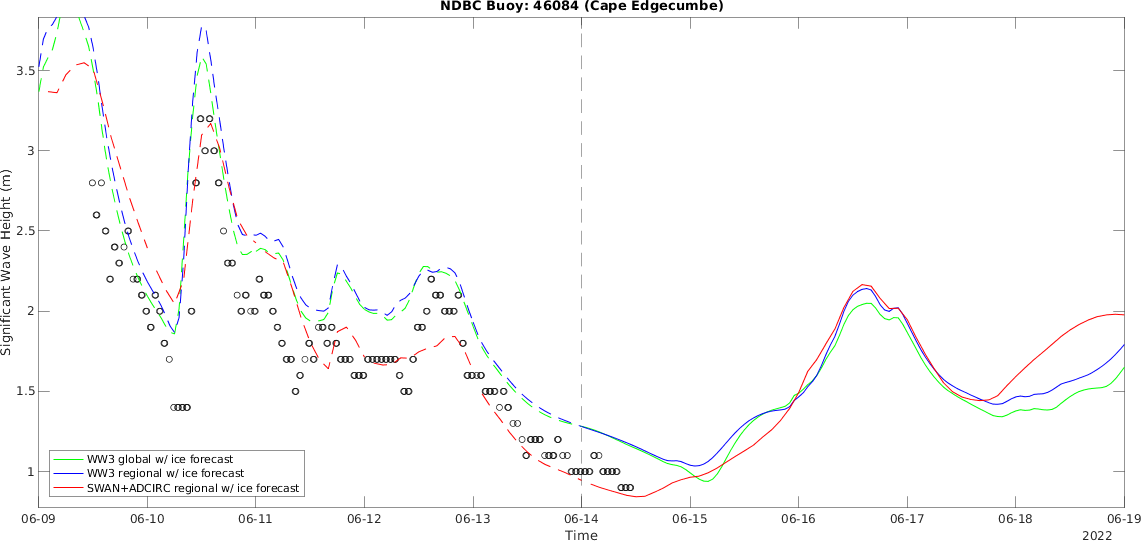 NDBC Buoy: 46084 (Cape Edgecumbe)
3.5
3
2.5
2
1.5
1
Significant Wave Height (m)
WW3 global w/ ice forecast
WW3 regional w/ ice forecast
SWAN+ADCIRC regional w/ ice forecast
06-09 06-10 06-11 06-12 06-13 06-14 06-15 06-16 06-17 06-18 06-19
Time
2022